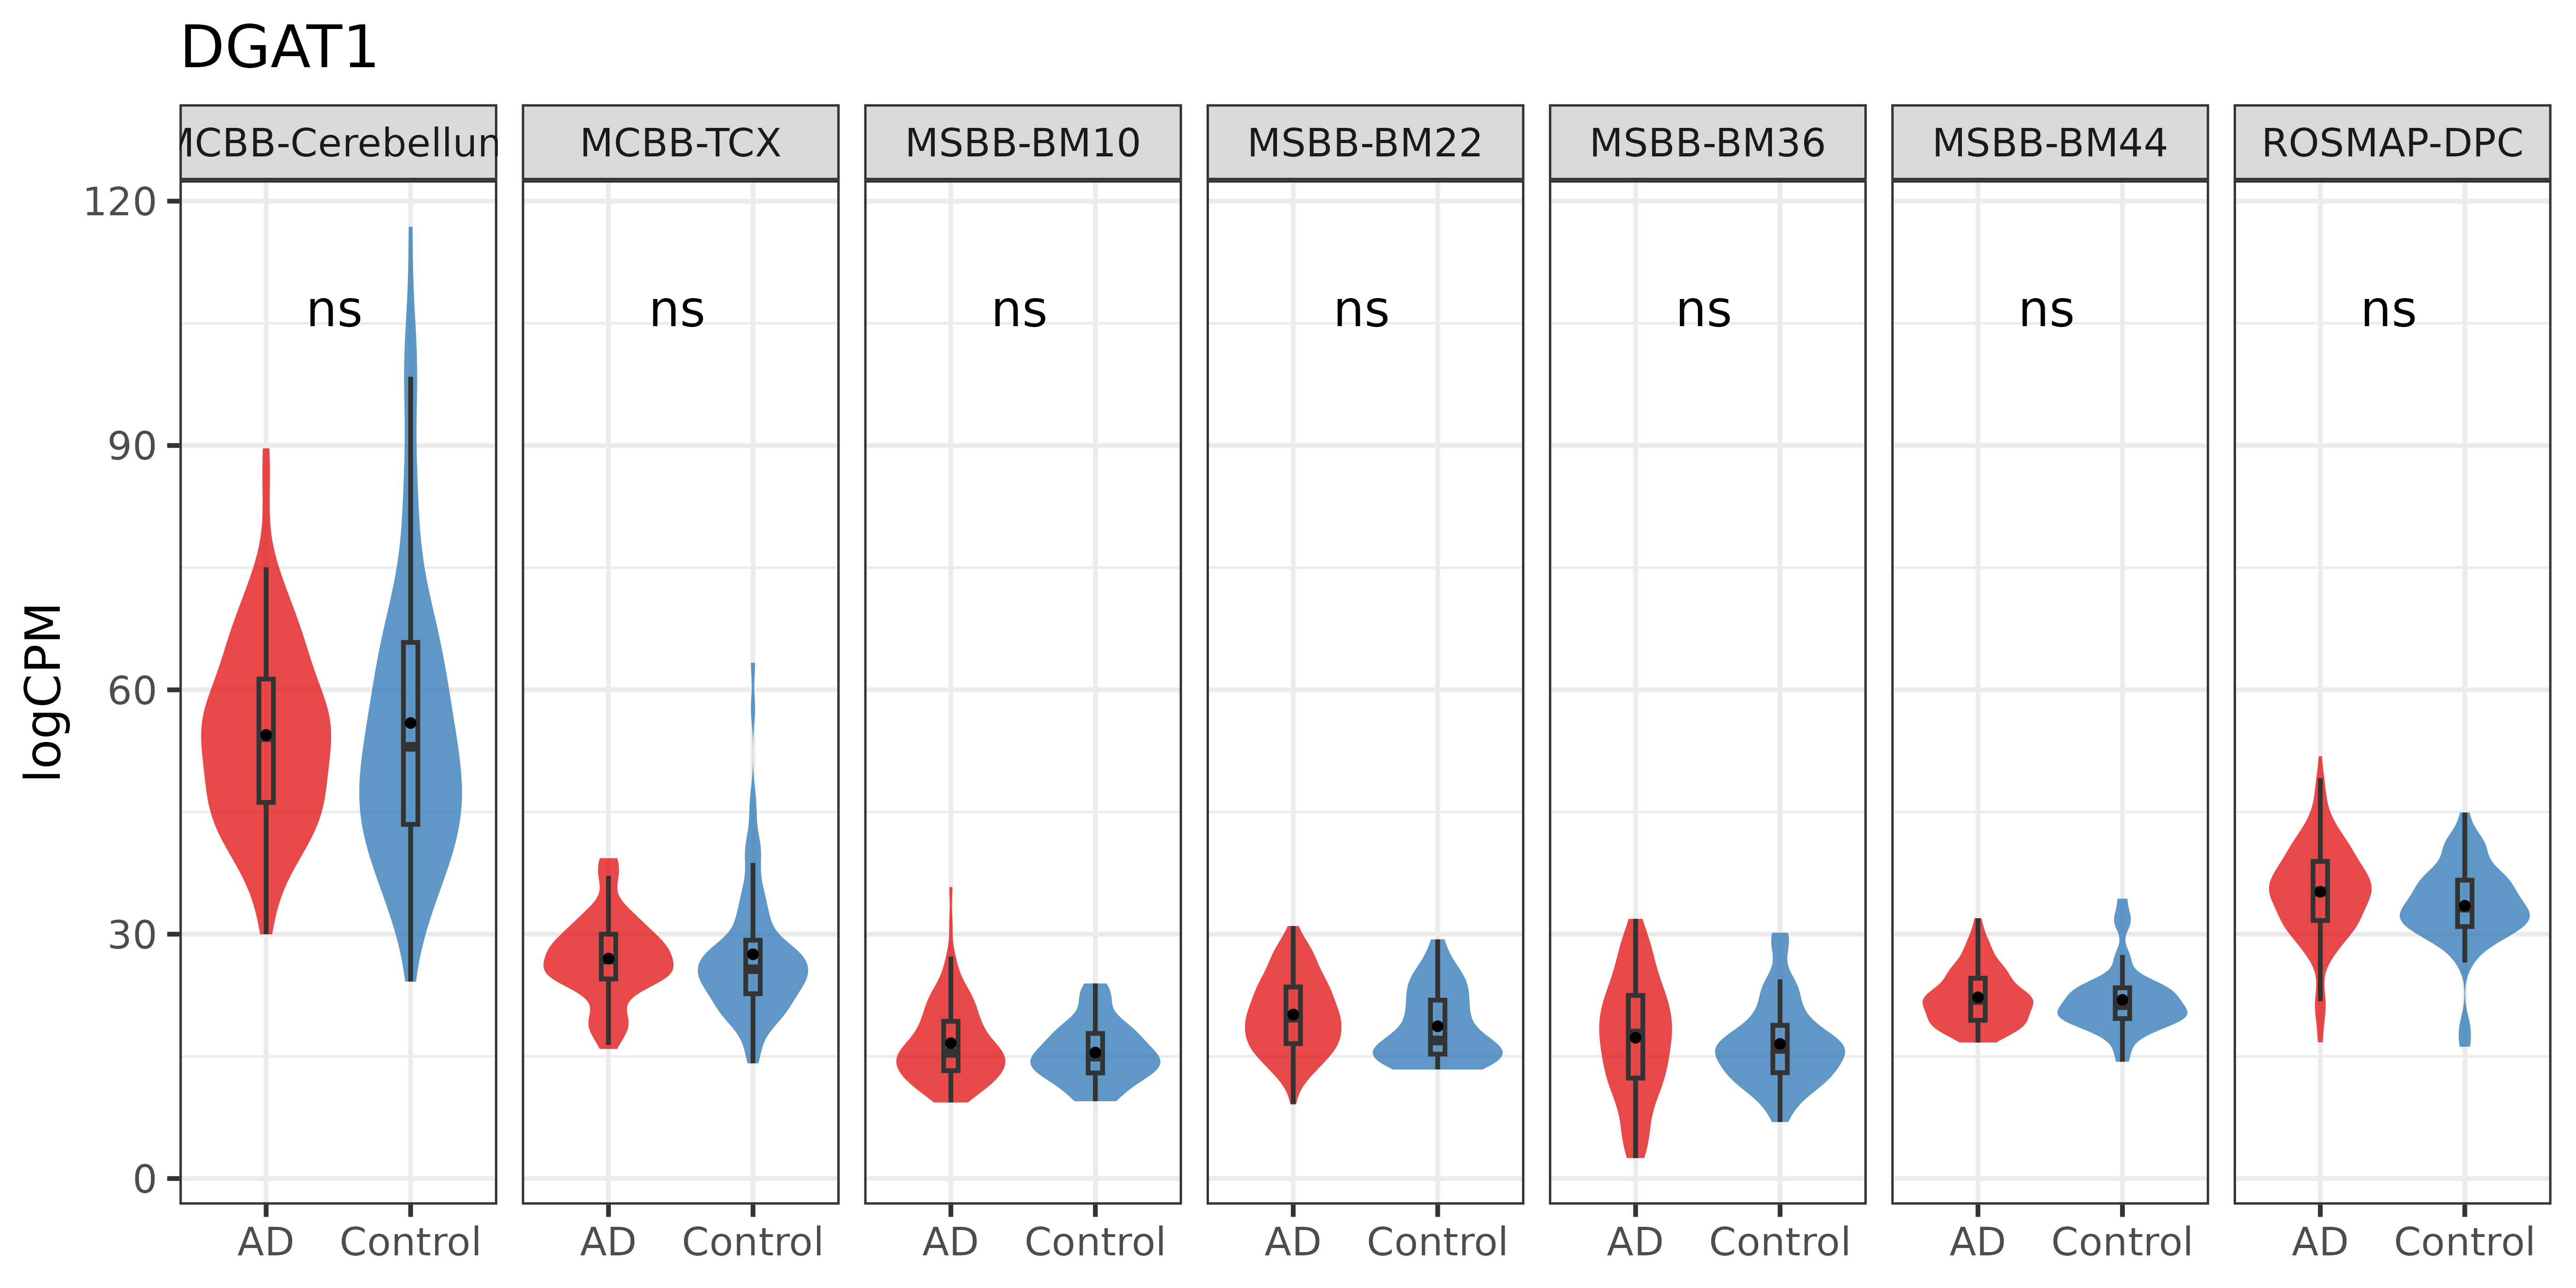 DGAT1
MCBB-Cerebellum MCBB-TCX MSBB-BM10 MSBB-BM22 MSBB-BM36 MSBB-BM44 ROSMAP-DPC
120
ns ns ns ns ns ns ns
90
60
logCPM
30
0
AD Control AD Control AD Control AD Control AD Control AD Control AD Control